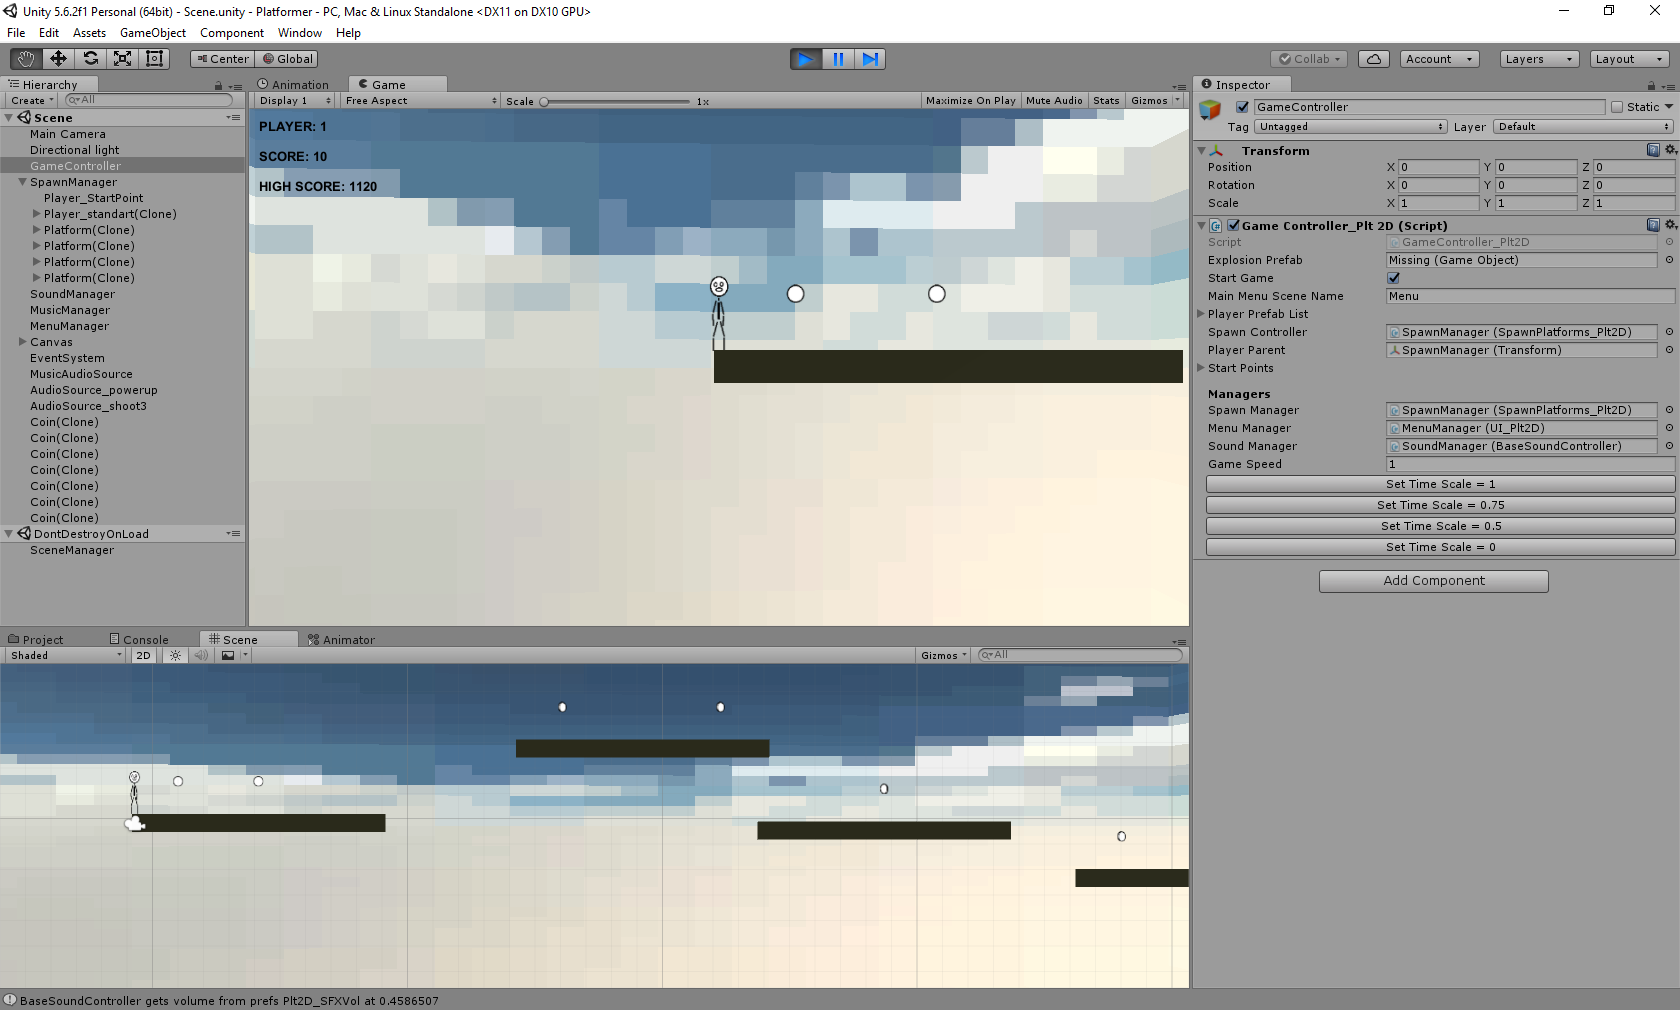 Unity 5.6.2f1 Personal (64bit) - Scene.unity - Platformer - PC, Mac & Linux Standalone <DX11 on DX10 GPU>
File Edit Assets GameObject Component Window Help
Center Global Collab Account Layers Layout
Hierarchy
Create All
Scene
Main Camera
Directional light
GameController
SpawnManager
Player_StartPoint
Player_standart(Clone)
Platform(Clone)
Platform(Clone)
Platform(Clone)
Platform(Clone)
SoundManager
MusicManager
MenuManager
Canvas
EventSystem
MusicAudioSource
AudioSource_powerup
AudioSource_shoot3
Coin(Clone)
Coin(Clone)
Coin(Clone)
Coin(Clone)
Coin(Clone)
Coin(Clone)
Coin(Clone)
DontDestroyOnLoad
SceneManager
Animation Game
Display 1 Free Aspect Scale 1x Maximize On Play Mute Audio Stats Gizmos
PLAYER: 1
SCORE: 10
HIGH SCORE: 1120
Project Console Scene Animator
Shaded 2D Gizmos All
Inspector
GameController Static
Tag Untagged Layer Default
Transform
Position X 0 Y 0 Z 0
Rotation X 0 Y 0 Z 0
Scale X 1 Y 1 Z 1
Game Controller_Plt 2D (Script)
Script GameController_Plt2D
Explosion Prefab Missing (Game Object)
Start Game
Main Menu Scene Name Menu
Player Prefab List
Spawn Controller SpawnManager (SpawnPlatforms_Plt2D)
Player Parent SpawnManager (Transform)
Start Points
Managers
Spawn Manager SpawnManager (SpawnPlatforms_Plt2D)
Menu Manager MenuManager (UI_Plt2D)
Sound Manager SoundManager (BaseSoundController)
Game Speed 1
Set Time Scale = 1
Set Time Scale = 0.75
Set Time Scale = 0.5
Set Time Scale = 0
Add Component
BaseSoundController gets volume from prefs Plt2D_SFXVol at 0.4586507